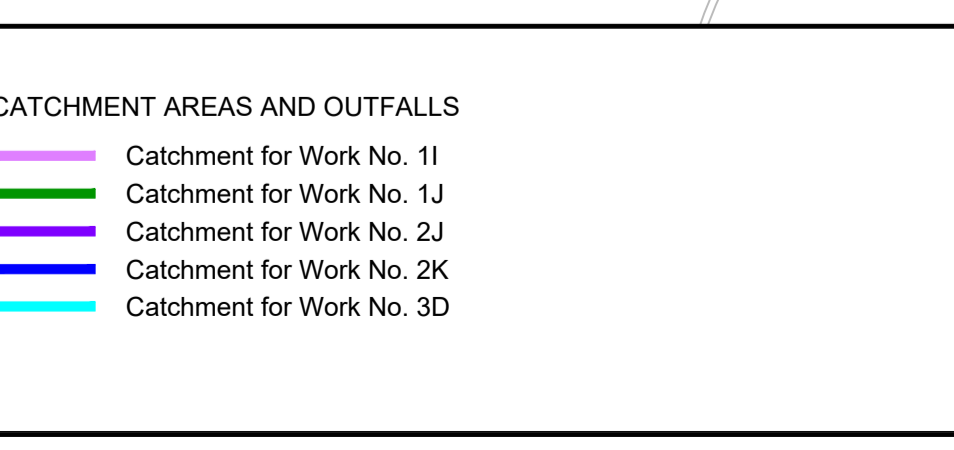 CATCHMENT AREAS AND OUTFALLS
Catchment for Work No. 1I
Catchment for Work No. 1J
Catchment for Work No. 2J
Catchment for Work No. 2K
Catchment for Work No. 3D